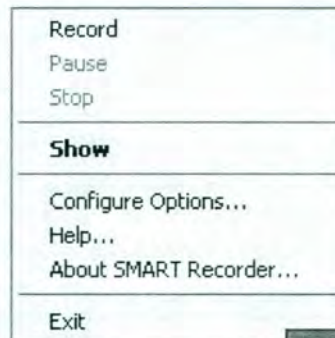 Record
Pause
Stop
Show
Configure Options...
Help...
About SMART Recorder...
Exit